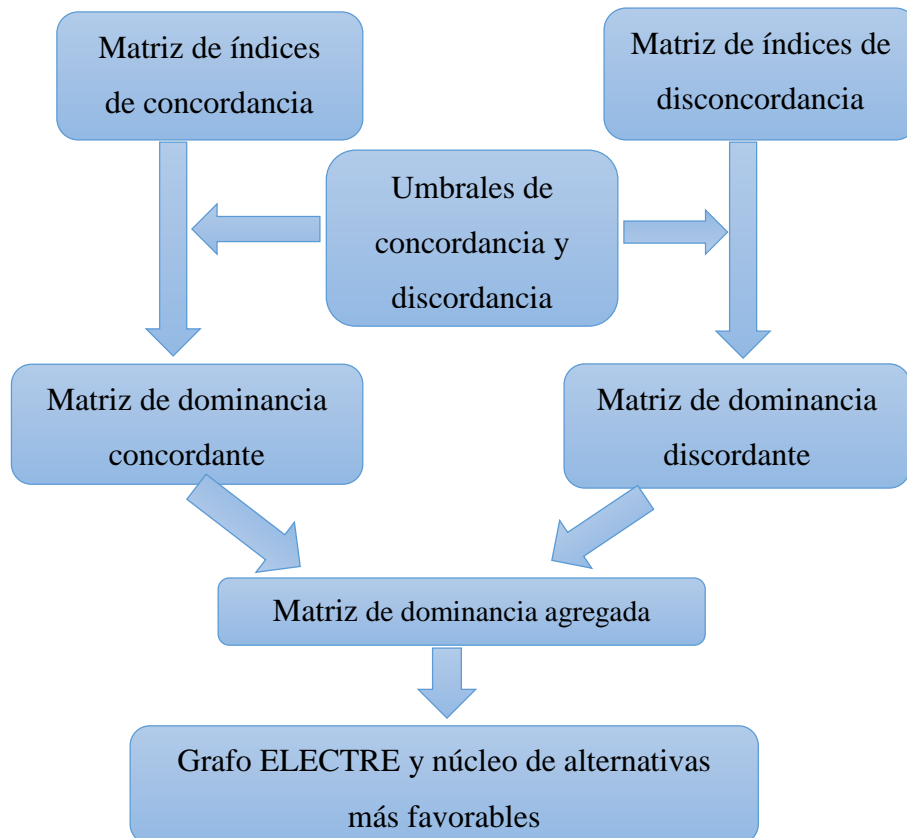 Matriz de índices
de concordancia
Matriz de índices de
disconcordancia
Umbrales de
concordancia y
discordancia
Matriz de dominancia
concordante
Matriz de dominancia
discordante
Matriz de dominancia agregada
Grafo ELECTRE y núcleo de alternativas
más favorables